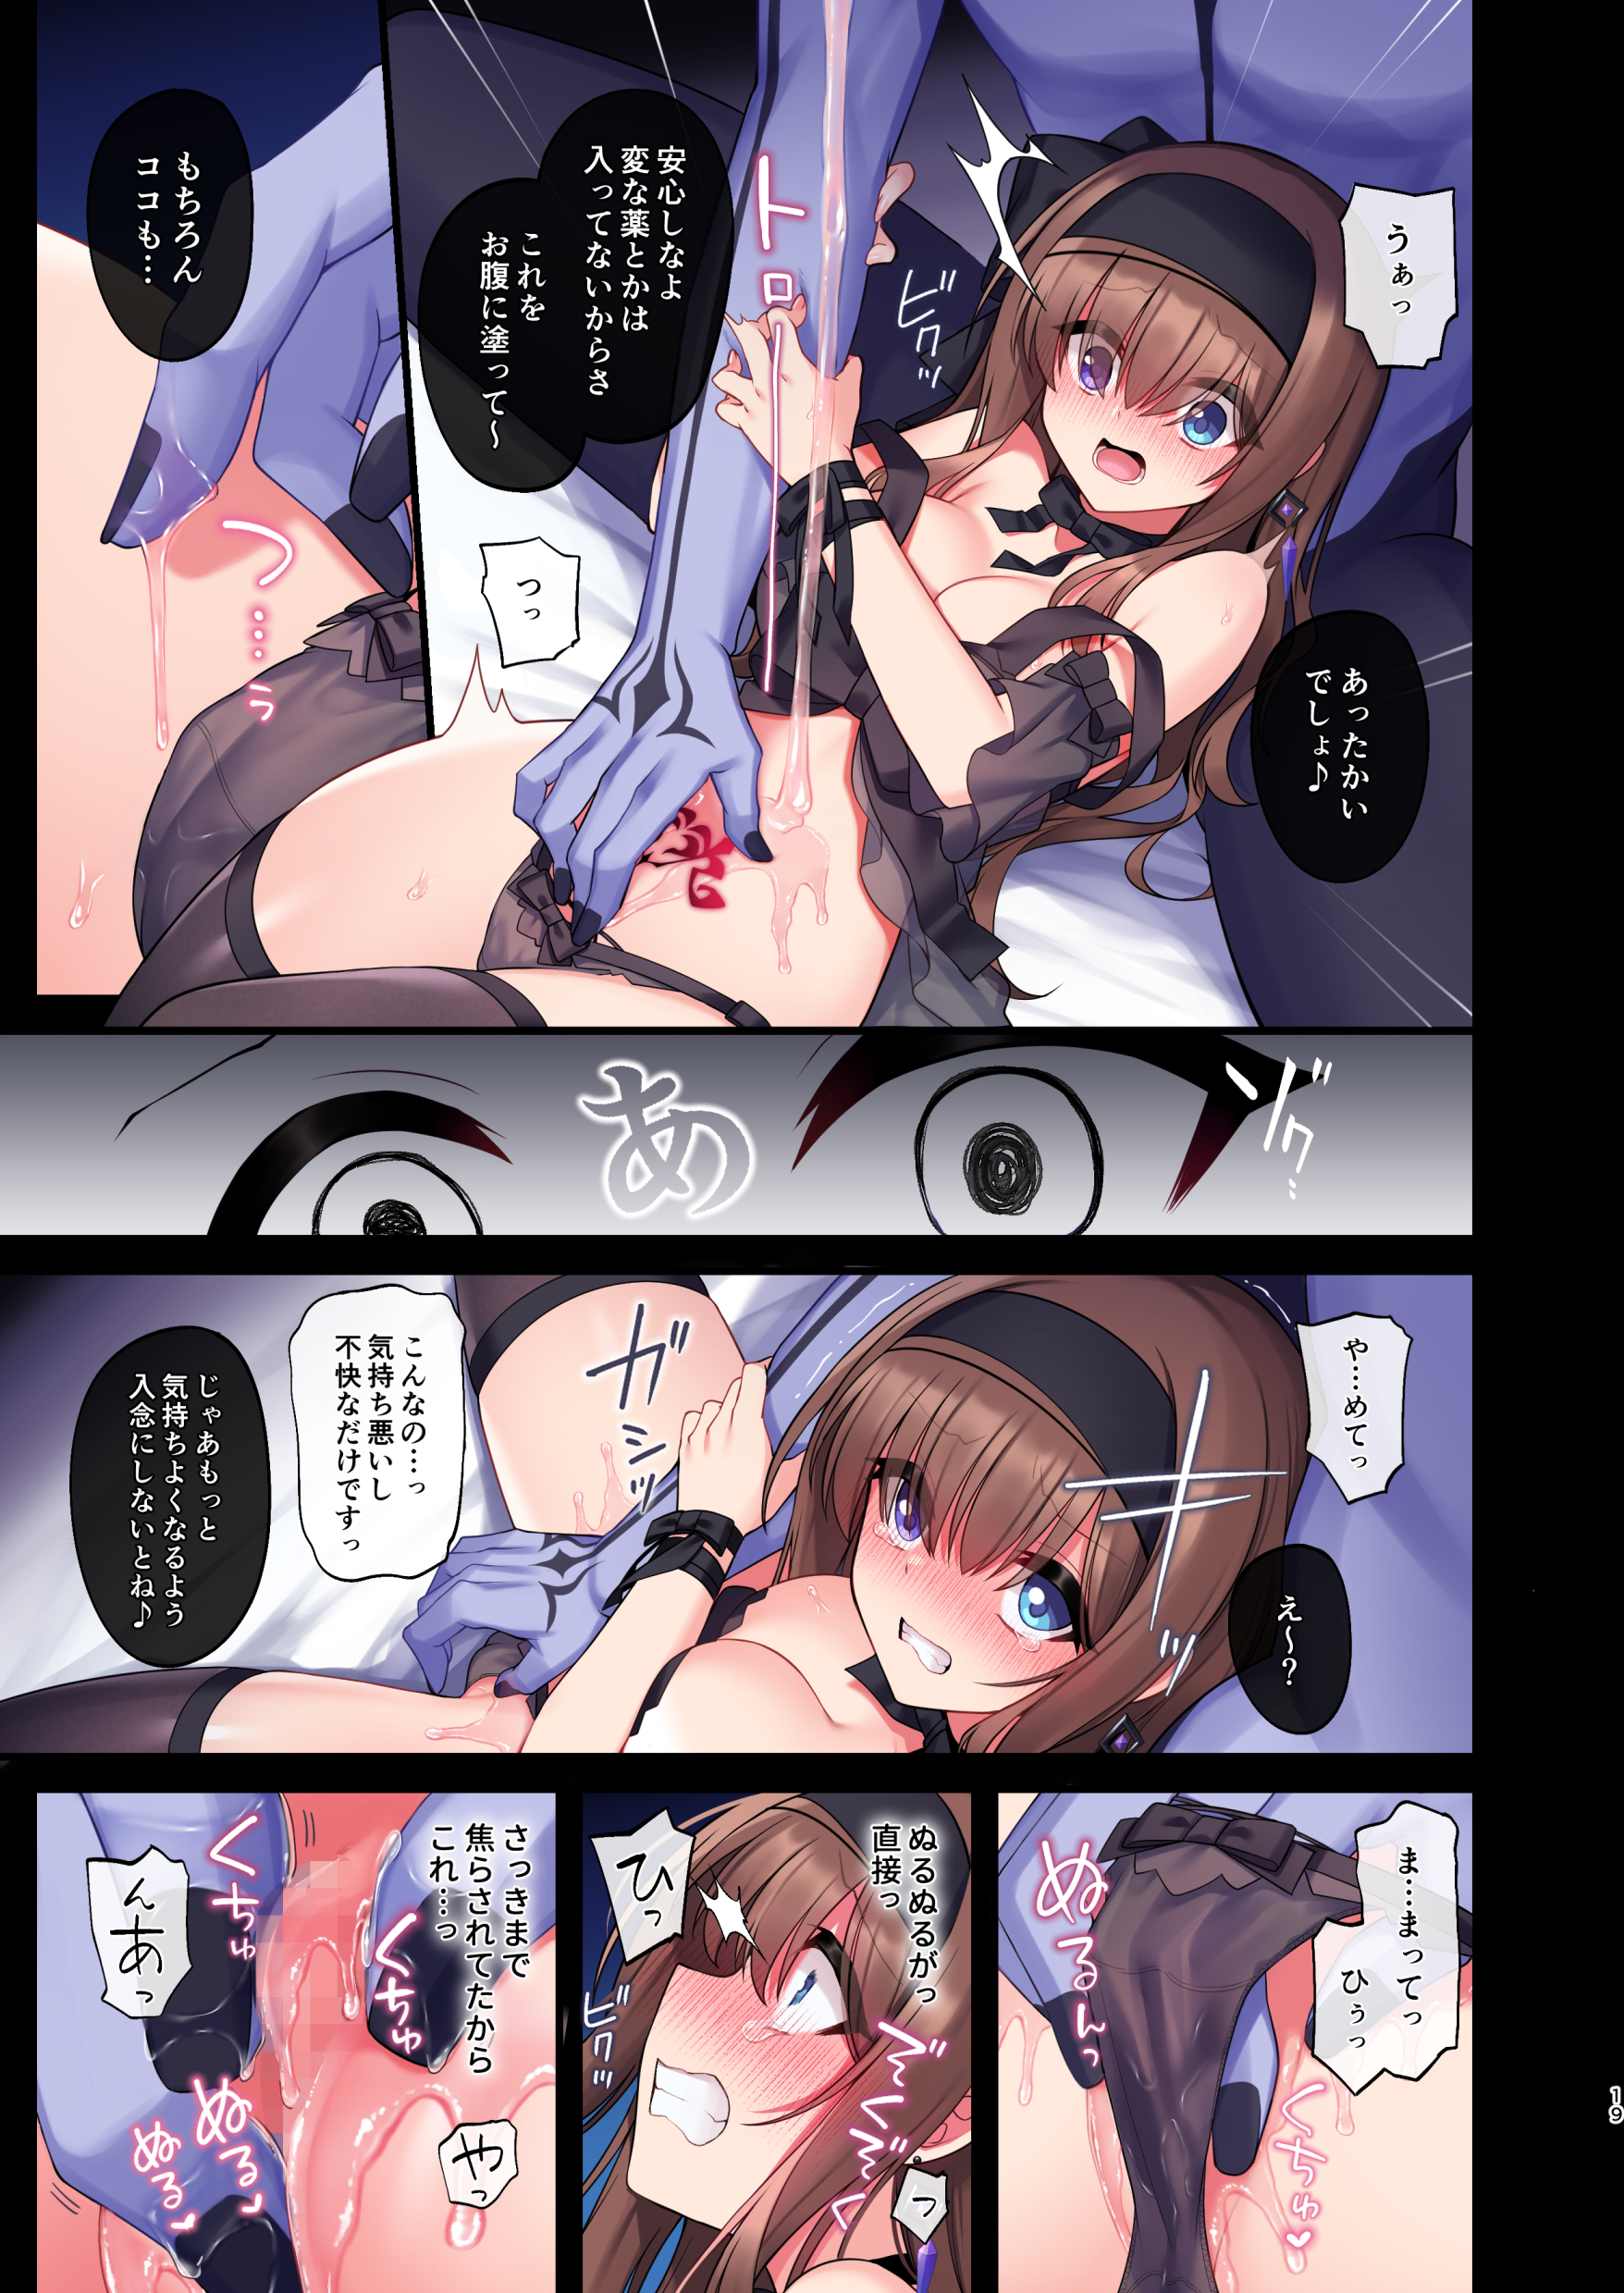 うぁっ
あったかい
でしょ♪
ビクッ
トロー
安心しなよ
変な薬とかは
入ってないからさ
これを
お腹に塗って～
つっ
もちろん
ココも…
つ…う
ゾク…
あ
や…めてっ
え～?
ガシッ
こんなの…っ
気持ち悪いし
不快なだけですっ
じゃあもっと
気持ちよくなるよう
入念にしないとね♪
ま…まってっ
ひぅっ
ぬるんっ
くちゅ♥
ぬるぬるがっ
直接っ
ひっ
ビクッ
ぞくぞく
っ
さっきまで
焦らされてたから
これ…っ
くちゅ
くちゅ
んあっ
やっ
ぬる♥
ぬる♥
19